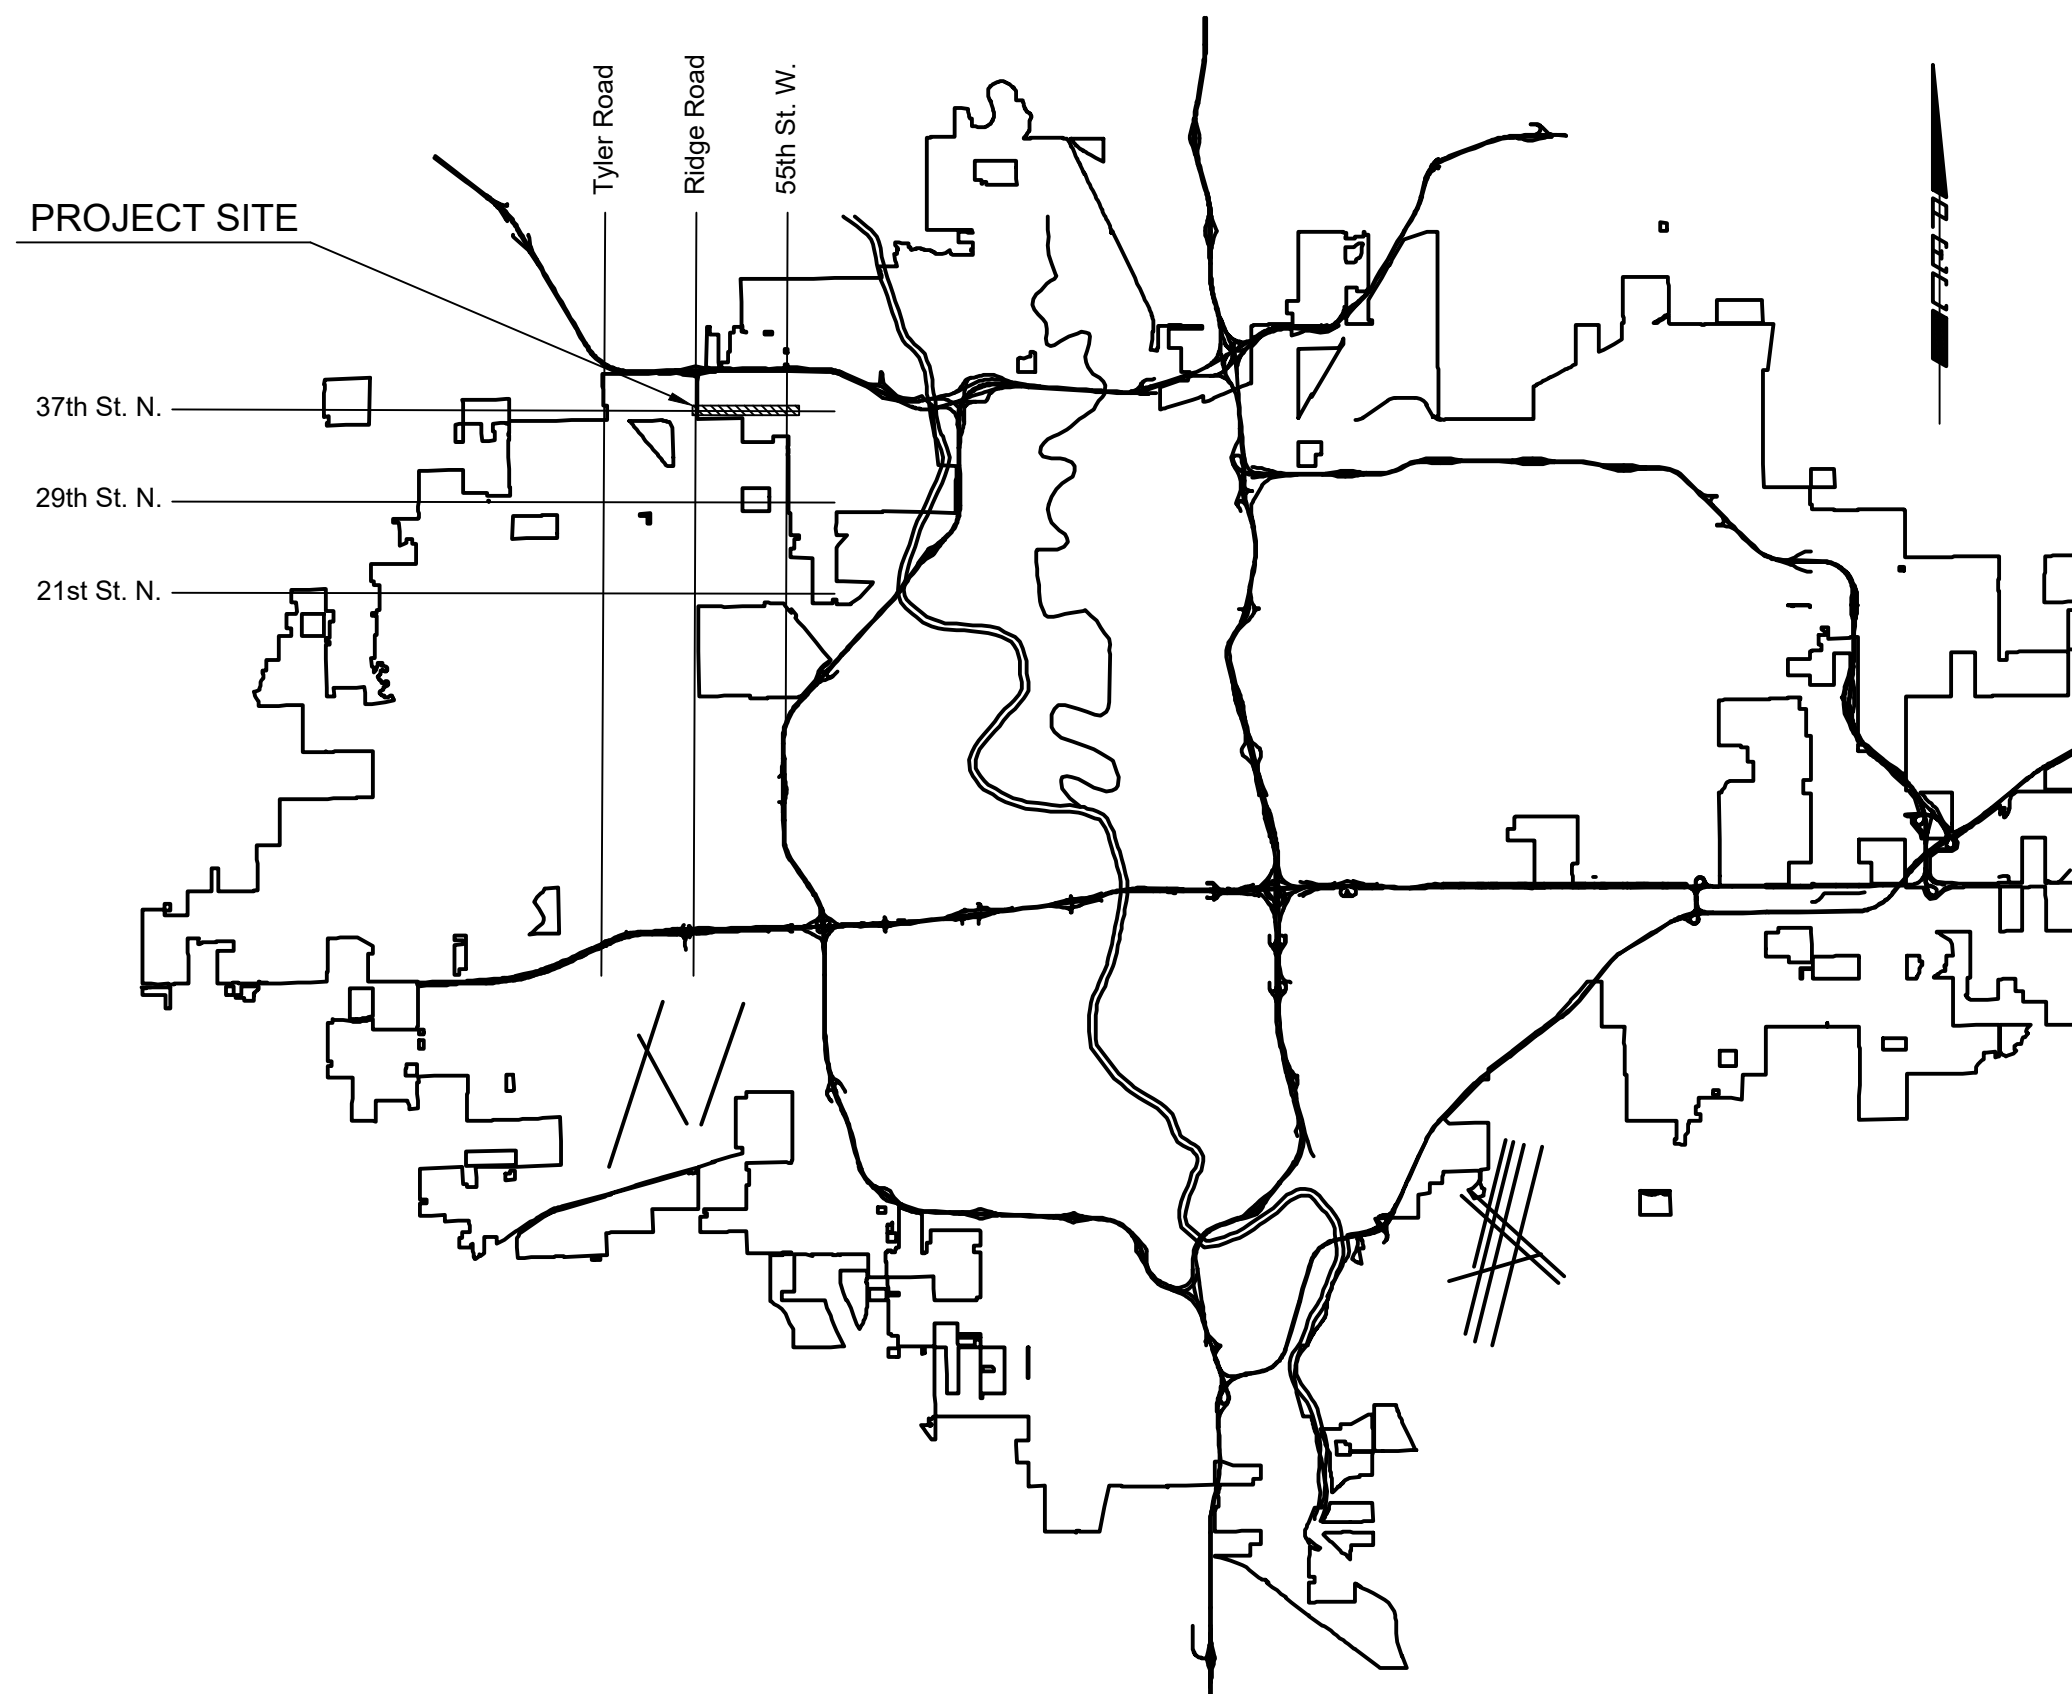 Tyler Road
Ridge Road
55th St. W.
PROJECT SITE
37th St. N.
29th St. N.
21st St. N.